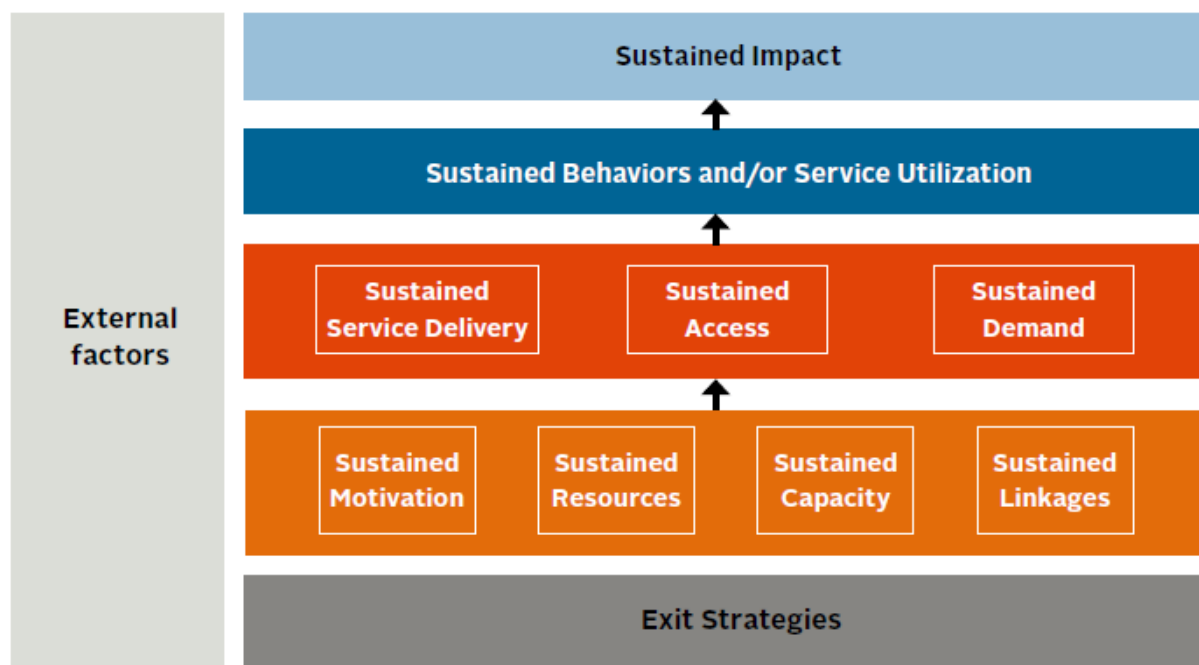 Sustained Impact
Sustained Behaviors and/or Service Utilization
External
factors
Sustained
Service Delivery
Sustained
Access
Sustained
Demand
Sustained
Motivation
Sustained
Resources
Sustained
Capacity
Sustained
Linkages
Exit Strategies